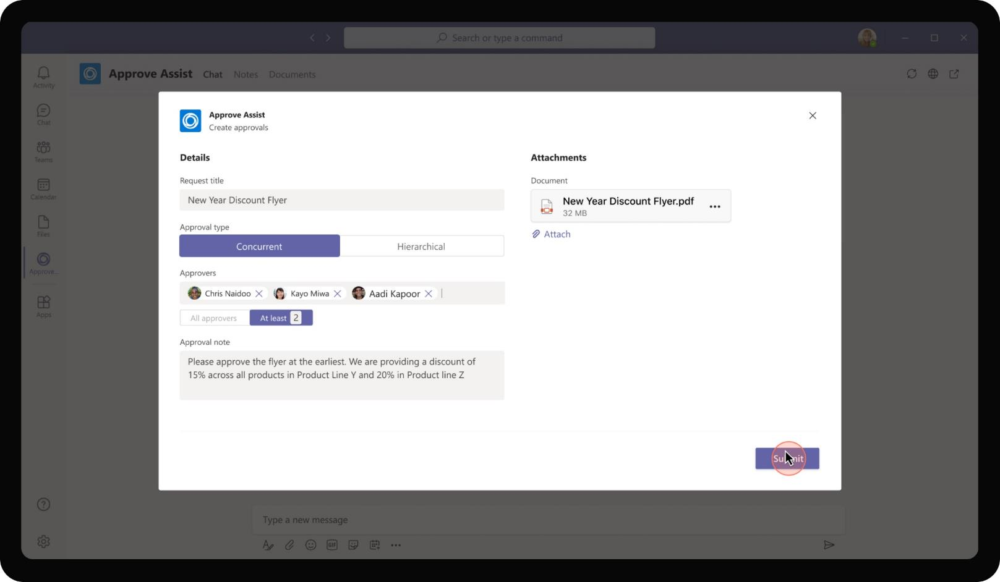 Search or type a command
Activity
Approve Assist Chat Notes Documents
Chat
Teams
Calendar
Files
Approve...
Apps
Approve Assist
Create approvals
Details
Request title
New Year Discount Flyer
Approval type
Concurrent Hierarchical
Approvers
Chris Naidoo Kayo Miwa Aadi Kapoor
All approvers At least 2
Approval note
Please approve the flyer at the earliest. We are providing a discount of
15% across all products in Product Line Y and 20% in Product line Z
Attachments
Document
New Year Discount Flyer.pdf
32 MB
Attach
Submit
Type a new message
GIF